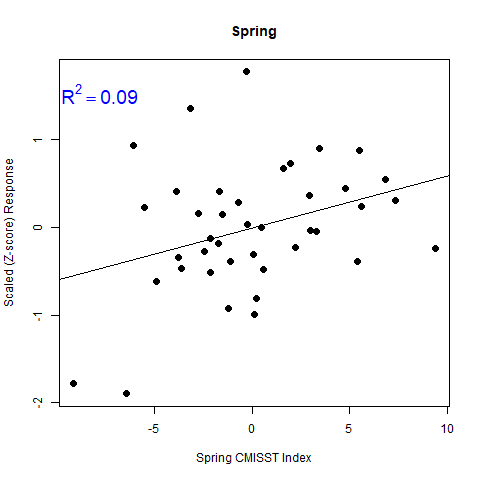 Spring
R² = 0.09
Scaled (Z-score) Response
1
0
-1
-2
-5
0
5
10
Spring CMISST Index